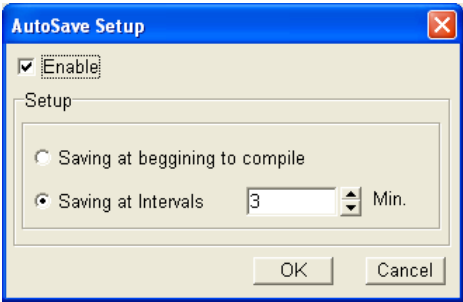 AutoSave Setup
Enable
Setup
Saving at beggining to compile
Saving at Intervals 3 Min.
OK Cancel